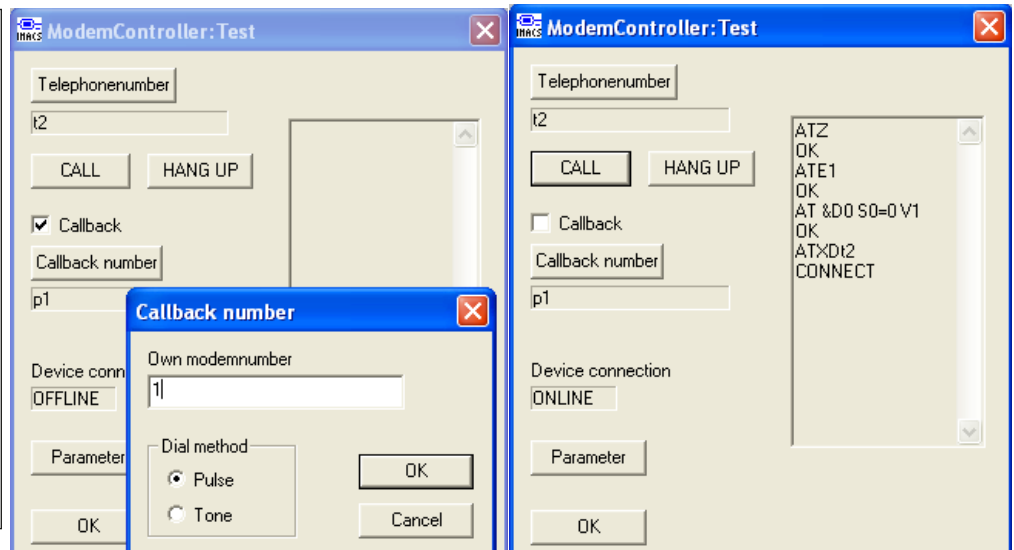 IMACS ModemController:Test
Telephonenumber
t2
CALL HANG UP
Callback
Callback number
p1
Device conn
OFFLINE
Parameter
OK
Callback number
Own modemnumber
1
Dial method
Pulse
Tone
OK
Cancel
IMACS ModemController:Test
Telephonenumber
t2
CALL HANG UP
Callback
Callback number
p1
Device connection
ONLINE
Parameter
OK
ATZ
OK
ATE1
OK
AT &D0 S0=0 V1
OK
ATXDt2
CONNECT